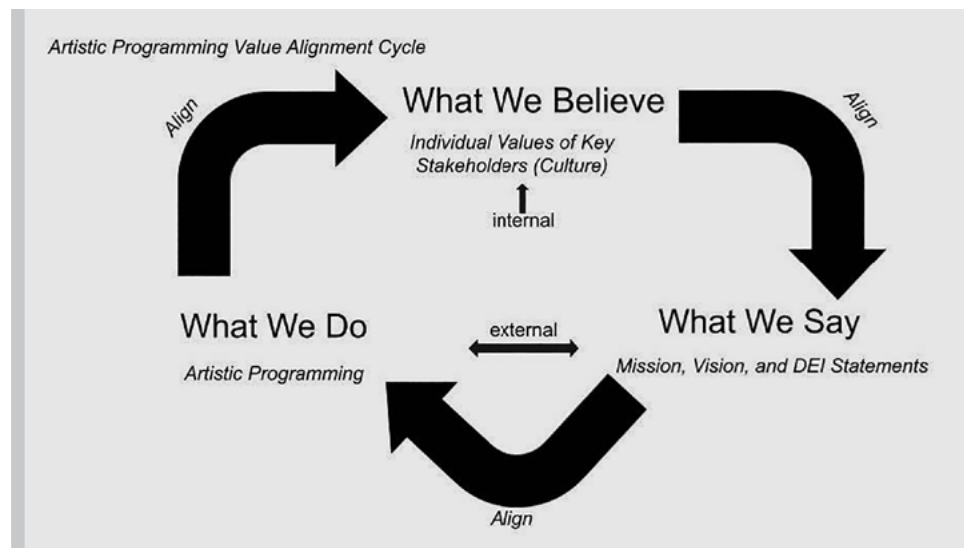 Artistic Programming Value Alignment Cycle
Align
What We Believe
Align
Individual Values of Key
Stakeholders (Culture)
internal
What We Do
external
What We Say
Artistic Programming
Mission, Vision, and DEI Statements
Align